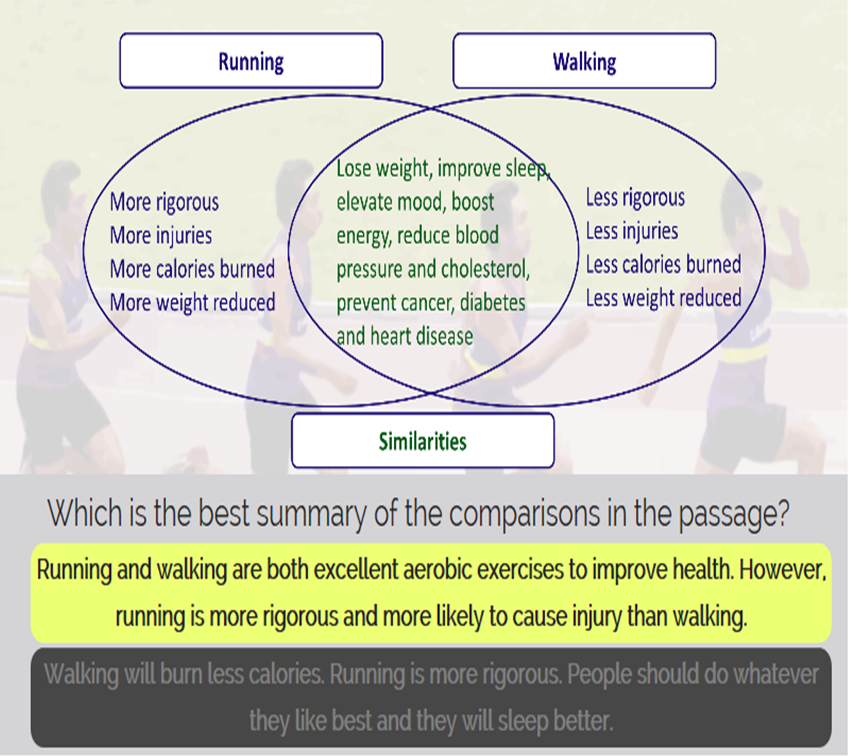 Running
Walking
More rigorous
More injuries
More calories burned
More weight reduced
Lose weight, improve sleep,
elevate mood, boost
energy, reduce blood
pressure and cholesterol,
prevent cancer, diabetes
and heart disease
Less rigorous
Less injuries
Less calories burned
Less weight reduced
Similarities
Which is the best summary of the comparisons in the passage?
Running and walking are both excellent aerobic exercises to improve health. However,
running is more rigorous and more likely to cause injury than walking.
Walking will burn less calories. Running is more rigorous. People should do whatever
they like best and they will sleep better.